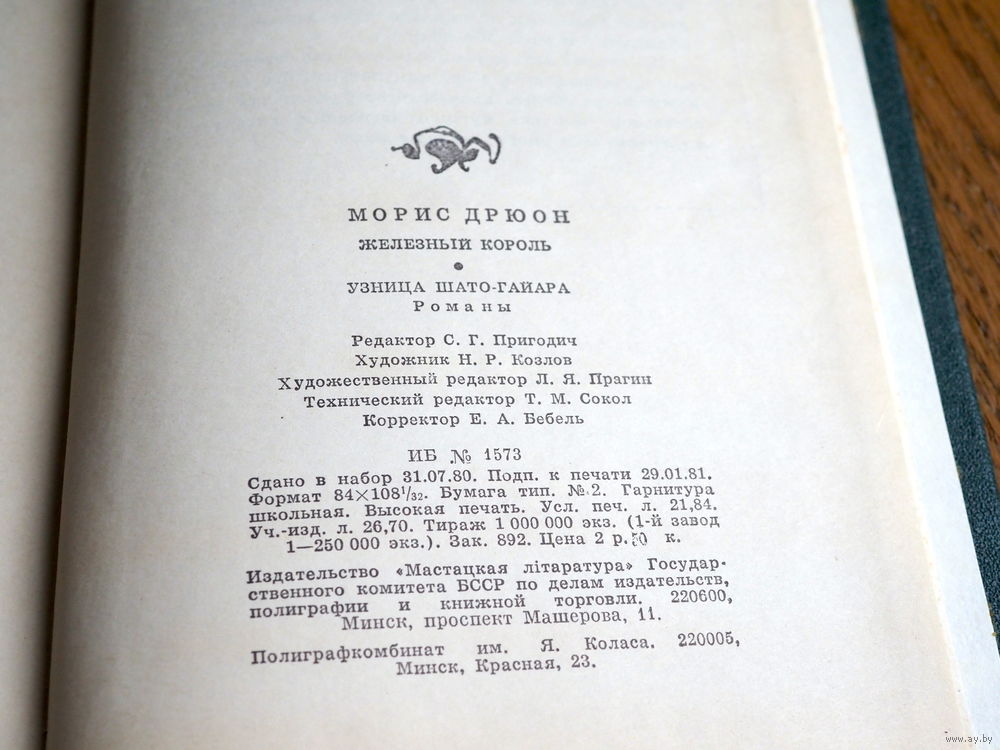 МОРИС ДРЮОН
ЖЕЛЕЗНЫЙ КОРОЛЬ
●
УЗНИЦА ШАТО-ГАЙАРА
Романы
Редактор С. Г. Пригодич
Художник Н. Р. Козлов
Художественный редактор Л. Я. Прагин
Технический редактор Т. М. Сокол
Корректор Е. А. Бебель
ИБ № 1573
Сдано в набор 31.07.80. Подп. к печати 29.01.81.
Формат 84×108¹/₃₂. Бумага тип. № 2. Гарнитура
школьная. Высокая печать. Усл. печ. л. 21,84.
Уч.-изд. л. 26,70. Тираж 1 000 000 экз. (1-й завод
1—250 000 экз.). Зак. 892. Цена 2 р. 50 к.
Издательство «Мастацкая літаратура» Государ-
ственного комитета БССР по делам издательств,
полиграфии и книжной торговли. 220600,
Минск, проспект Машерова, 11.
Полиграфкомбинат им. Я. Коласа. 220005,
Минск, Красная, 23.
www.ay.by